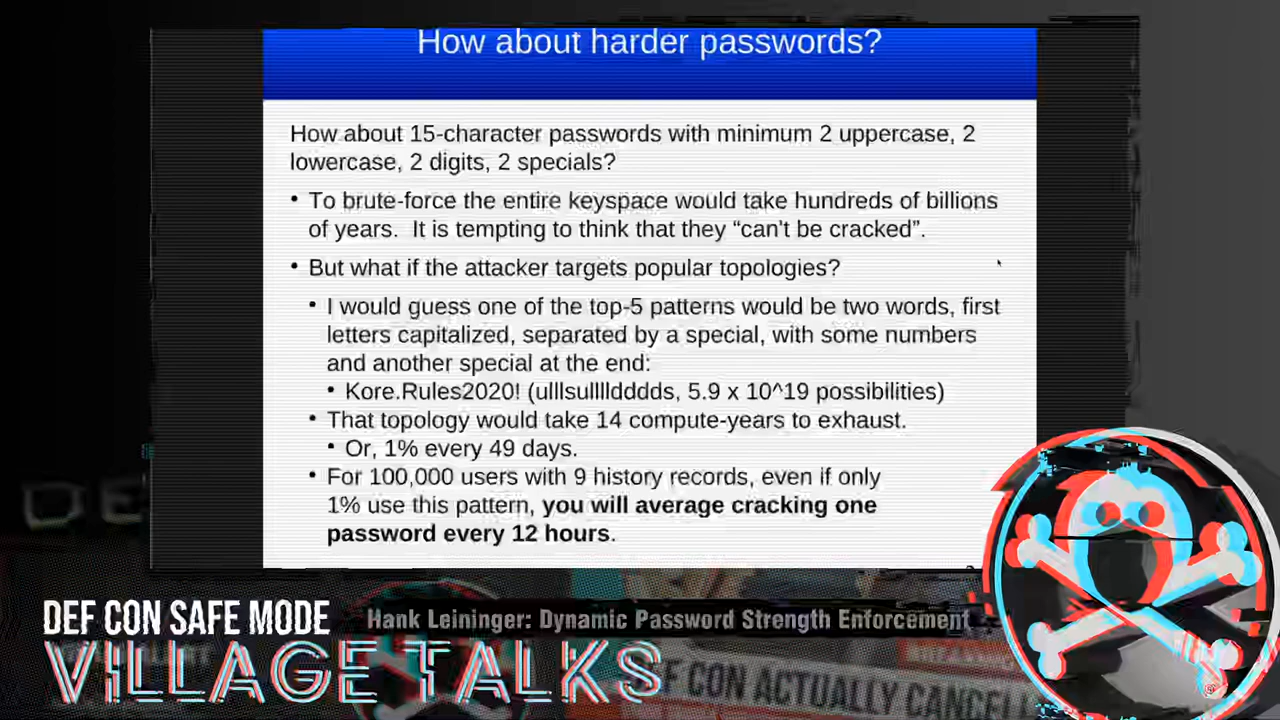 How about harder passwords?
How about 15-character passwords with minimum 2 uppercase, 2
lowercase, 2 digits, 2 specials?
• To brute-force the entire keyspace would take hundreds of billions
of years.  It is tempting to think that they “can't be cracked”.
• But what if the attacker targets popular topologies?
• I would guess one of the top-5 patterns would be two words, first
letters capitalized, separated by a special, with some numbers
and another special at the end:
• Kore.Rules2020! (ulllsulllldddds, 5.9 x 10^19 possibilities)
• That topology would take 14 compute-years to exhaust.
• Or, 1% every 49 days.
• For 100,000 users with 9 history records, even if only
1% use this pattern, you will average cracking one
password every 12 hours.
DEF CON SAFE MODE
Hank Leininger: Dynamic Password Strength Enforcement
VILLAGE TALKS
DEF CON ACTUALLY